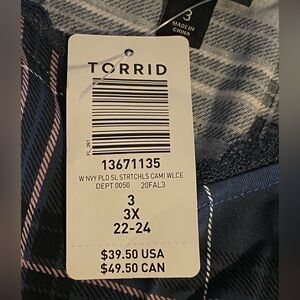 3
MADE IN
CHINA
TORRID
13671135
W NVY PLD SL STRTCHLS CAMI WLCE
DEPT 0050 20FAL3
3
3X
22-24
$39.50 USA
$49.50 CAN